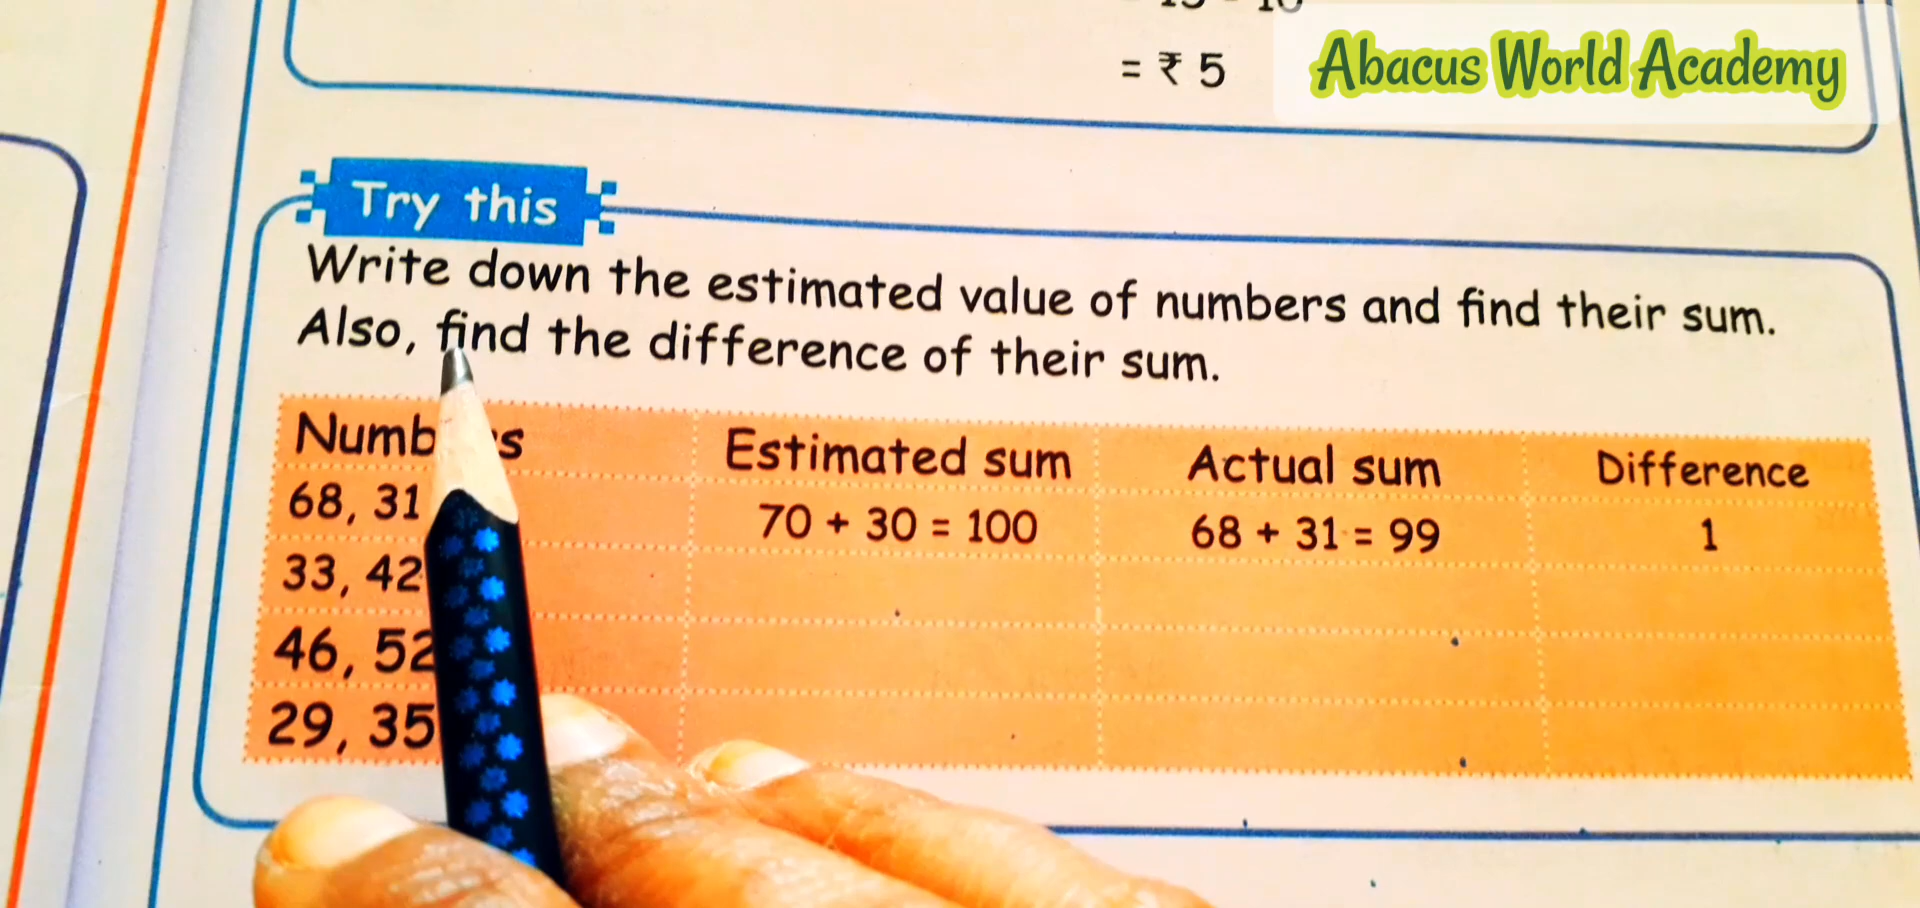 = ₹ 5
Abacus World Academy
Try this
Write down the estimated value of numbers and find their sum.
Also, find the difference of their sum.
Estimated sum
Actual sum
Difference
68, 31
70 + 30 = 100
68 + 31 = 99
1
33, 42
46, 52
29, 35